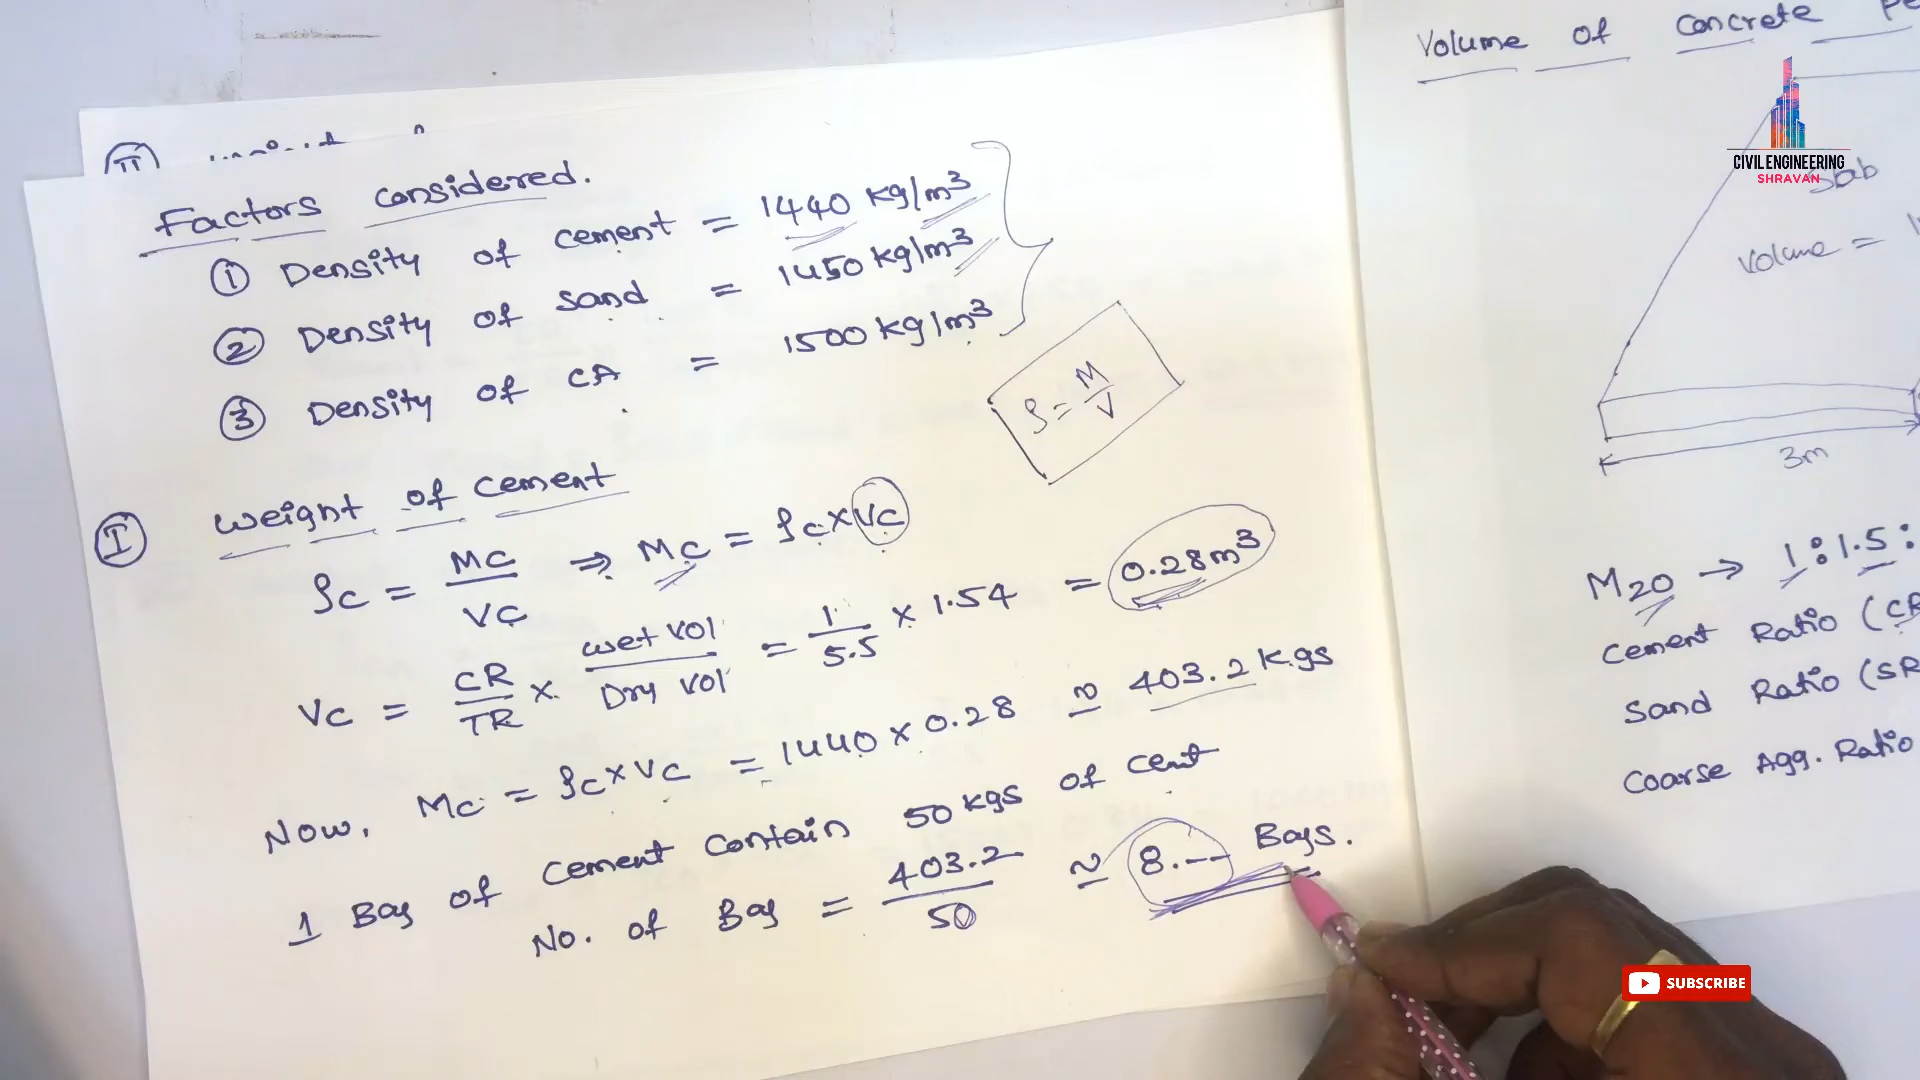 Factors considered.
① Density of cement = 1440 kg/m³
② Density of sand = 1450 kg/m³
③ Density of CA = 1500 kg/m³
ρ = M/V
Ⅰ Weight of cement
ρc = Mc/Vc ⇒ Mc = ρc × Vc
Vc = CR/TR × wet vol/Dry vol = 1/5.5 × 1.54 = 0.28m³
Now, Mc = ρc × Vc = 1440 × 0.28 ≈ 403.2 kgs
1 Bag of cement contain 50 kgs of cent
No. of Bag = 403.2/50 ≈ 8.-- Bags.
Volume of concrete
CIVIL ENGINEERING
SHRAVAN
Slab
Volume =
3m
M20 → 1:1.5:
Cement Ratio (CR
Sand Ratio (SR
Coarse Agg. Ratio
SUBSCRIBE